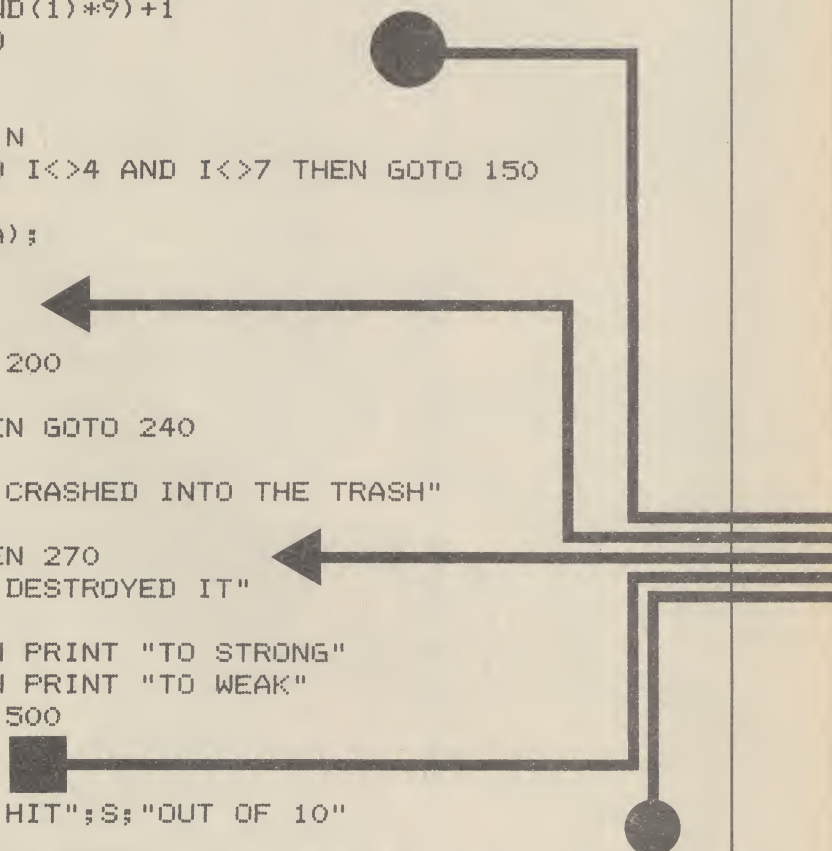 ND(1)*9)+1
N
I<>4 AND I<>7 THEN GOTO 150
);
200
EN GOTO 240
CRASHED INTO THE TRASH"
EN 270
DESTROYED IT"
PRINT "TO STRONG"
PRINT "TO WEAK"
500
HIT";S;"OUT OF 10"